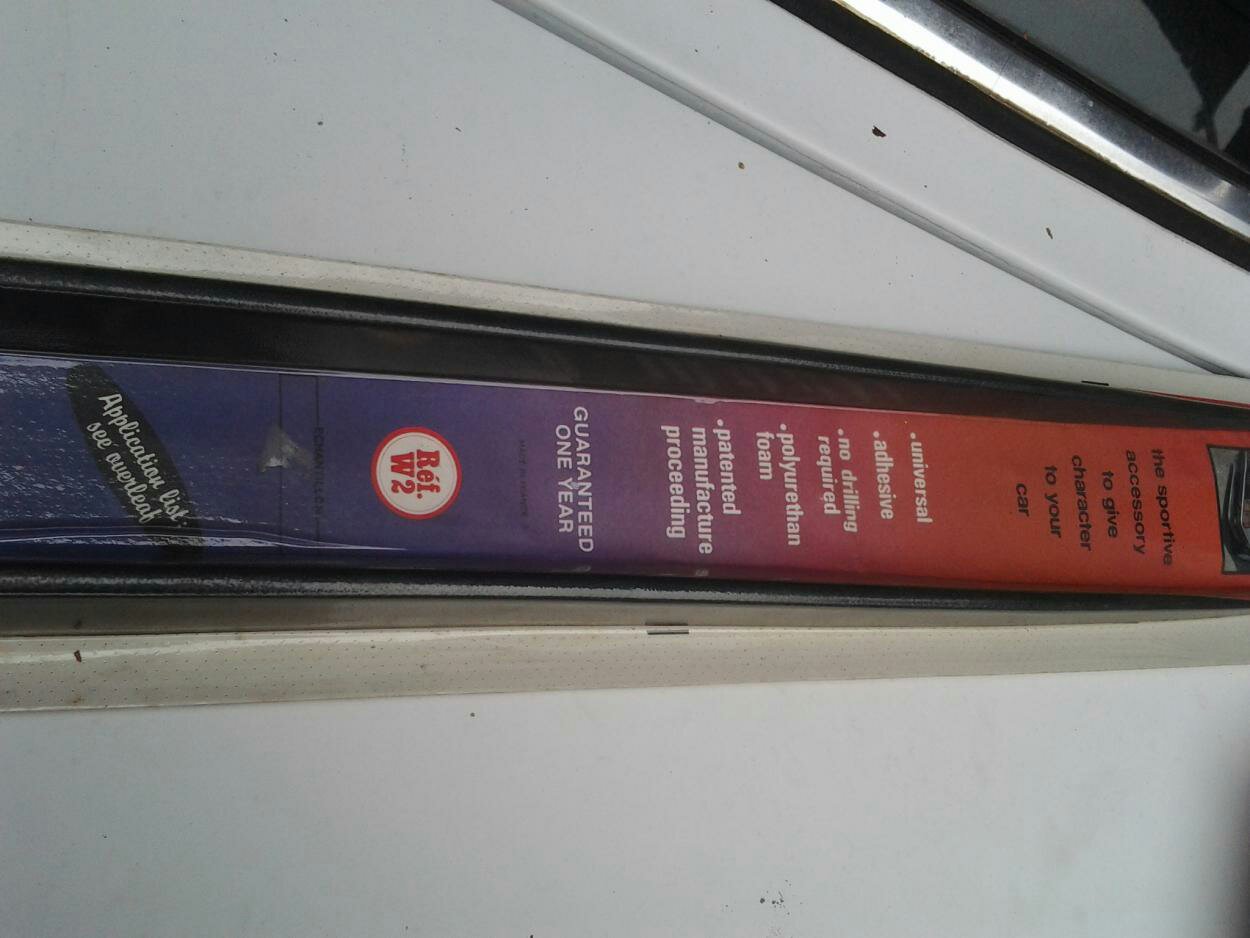 the sportive
accessory
to give
character
to your
car
•universal
•adhesive
•no drilling
required
•polyurethan
foam
•patented
manufacture
proceeding
GUARANTEED
ONE YEAR
Réf.
W2
ECHANTILLON
Application list:
see overleaf